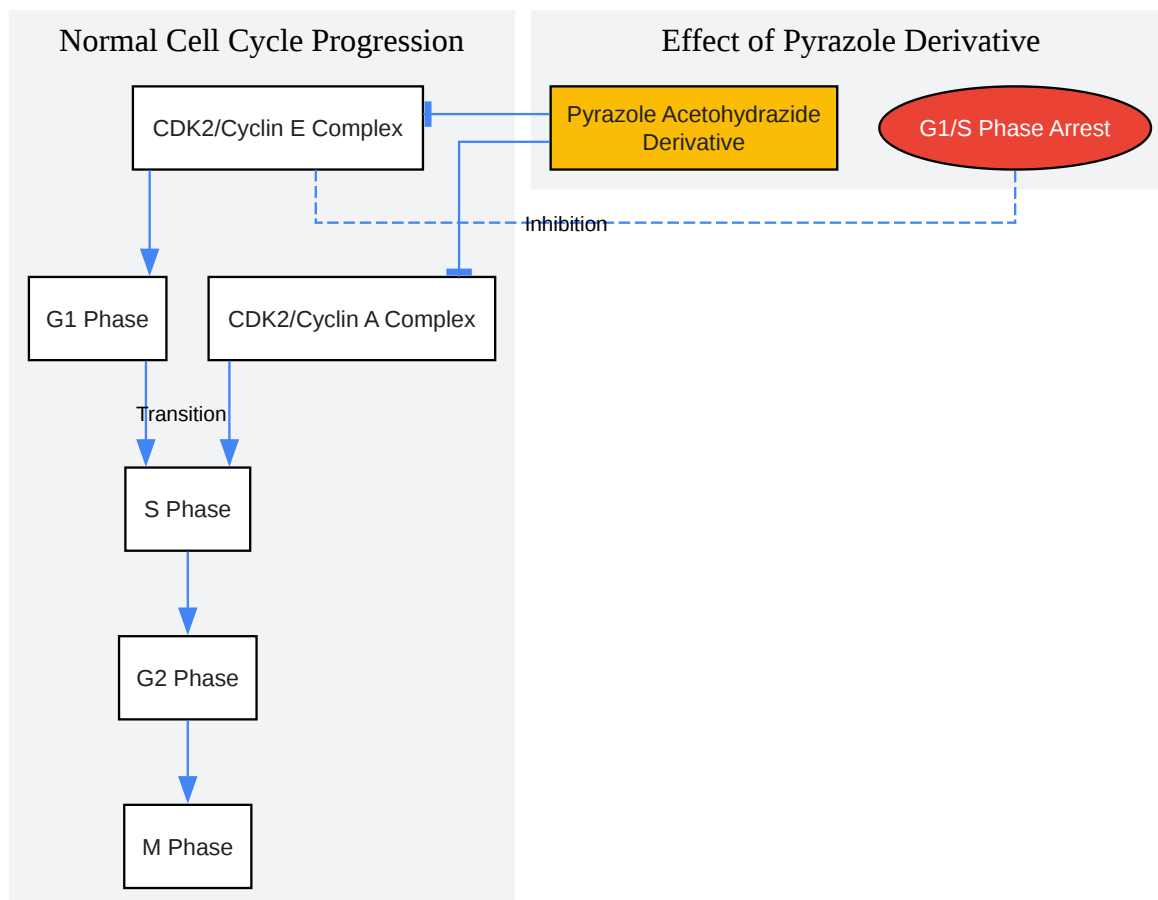 Normal Cell Cycle Progression
Effect of Pyrazole Derivative
CDK2/Cyclin E Complex
Pyrazole Acetohydrazide
Derivative
G1/S Phase Arrest
Inhibition
G1 Phase
CDK2/Cyclin A Complex
Transition
S Phase
G2 Phase
M Phase